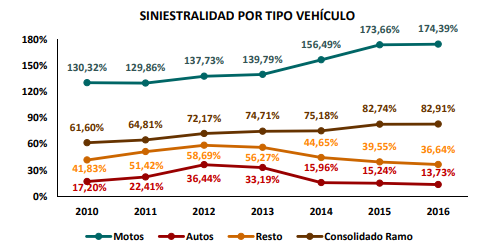 SINIESTRALIDAD POR TIPO VEHÍCULO
180%
150%
120%
90%
60%
30%
0%
130,32% 129,86% 137,73% 139,79% 156,49% 173,66% 174,39%
61,60% 64,81% 72,17% 74,71% 75,18% 82,74% 82,91%
41,83% 51,42% 58,69% 56,27% 44,65% 39,55% 36,64%
17,20% 22,41% 36,44% 33,19% 15,96% 15,24% 13,73%
2010 2011 2012 2013 2014 2015 2016
Motos Autos Resto Consolidado Ramo